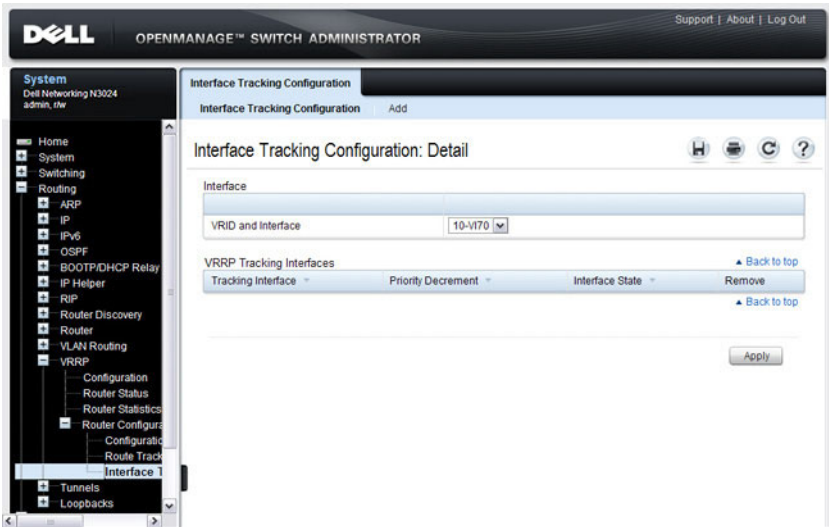 DELL
OPENMANAGE™ SWITCH ADMINISTRATOR
Support | About | Log Out
System
Dell Networking N3024
admin, r/w
Home
System
Switching
Routing
ARP
IP
IPv6
OSPF
BOOTP/DHCP Relay
IP Helper
RIP
Router Discovery
Router
VLAN Routing
VRRP
Configuration
Router Status
Router Statistics
Router Configura
Configuratio
Route Track
Interface T
Tunnels
Loopbacks
Interface Tracking Configuration
Interface Tracking Configuration Add
Interface Tracking Configuration: Detail
Interface
VRID and Interface 10-Vl70
VRRP Tracking Interfaces Back to top
Tracking Interface Priority Decrement Interface State Remove
Back to top
Apply